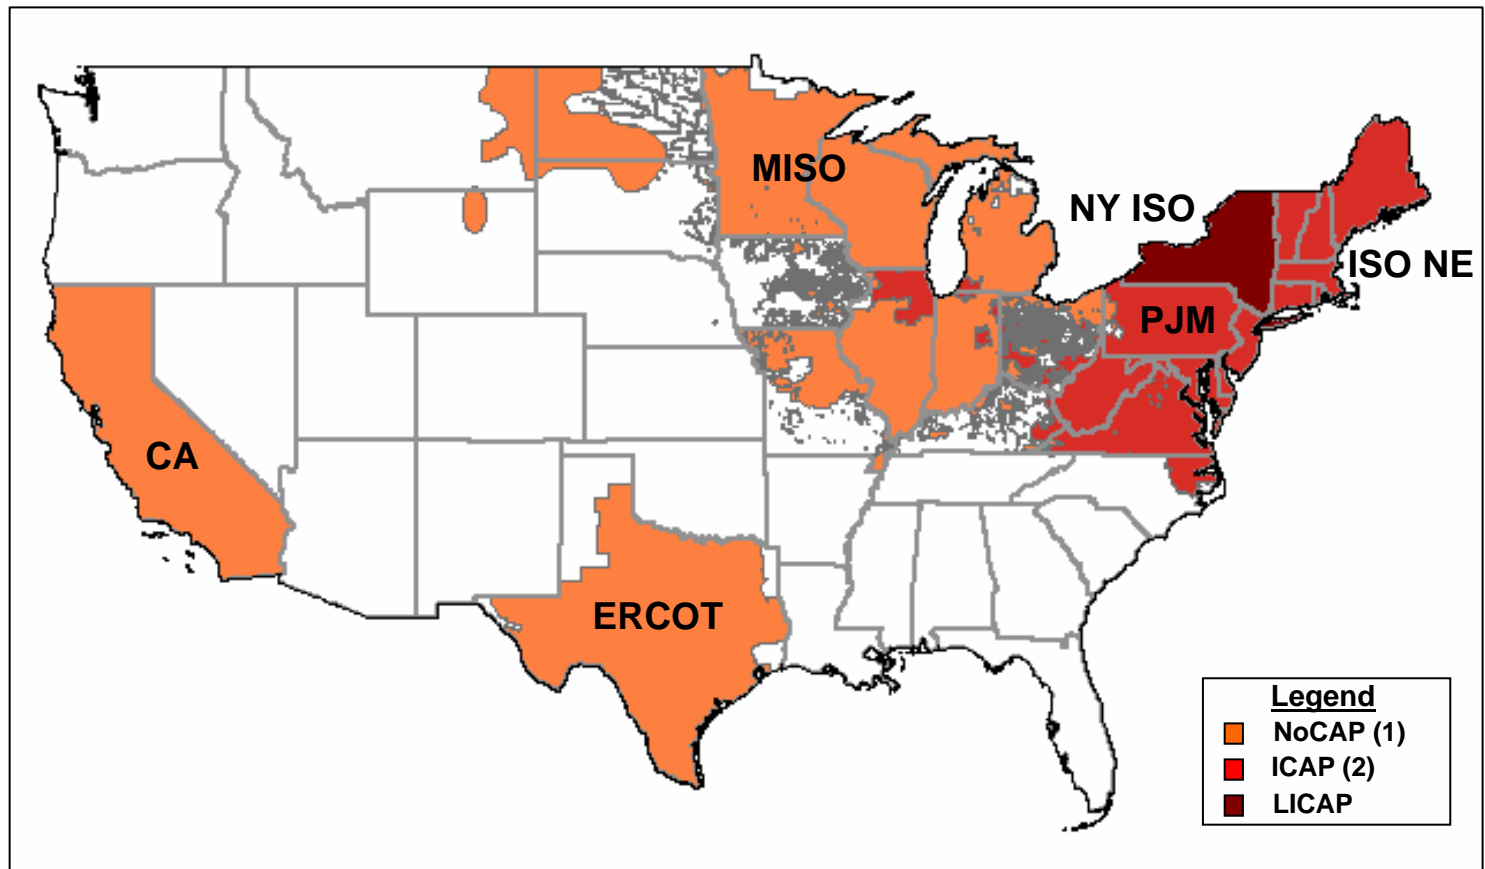 MISO
NY ISO
ISO NE
PJM
CA
ERCOT
Legend
NoCAP (1)
ICAP (2)
LICAP